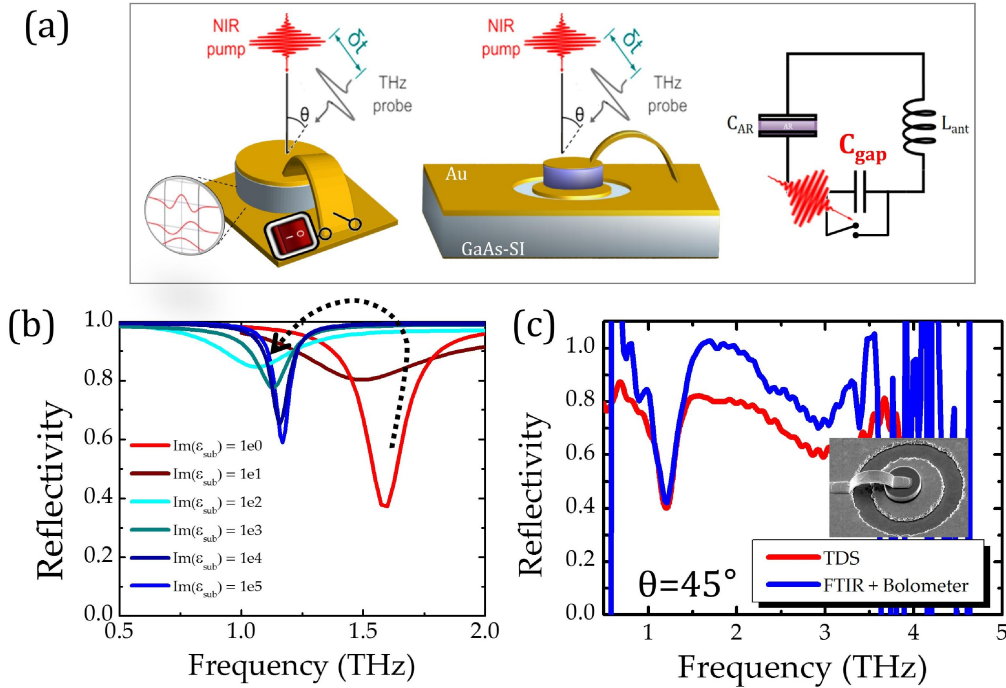 (a)
NIR
pump
δt
THz
probe
θ
NIR
pump
δt
THz
probe
θ
Au
GaAs-SI
C_AR
AR
C_gap
L_ant
(b)
Reflectivity
1.0
0.8
0.6
0.4
0.2
0.0
Im(ε_sub) = 1e0
Im(ε_sub) = 1e1
Im(ε_sub) = 1e2
Im(ε_sub) = 1e3
Im(ε_sub) = 1e4
Im(ε_sub) = 1e5
0.5 1.0 1.5 2.0
Frequency (THz)
(c)
Reflectivity
1.0
0.8
0.6
0.4
0.2
0.0
θ=45°
TDS
FTIR + Bolometer
1 2 3 4 5
Frequency (THz)